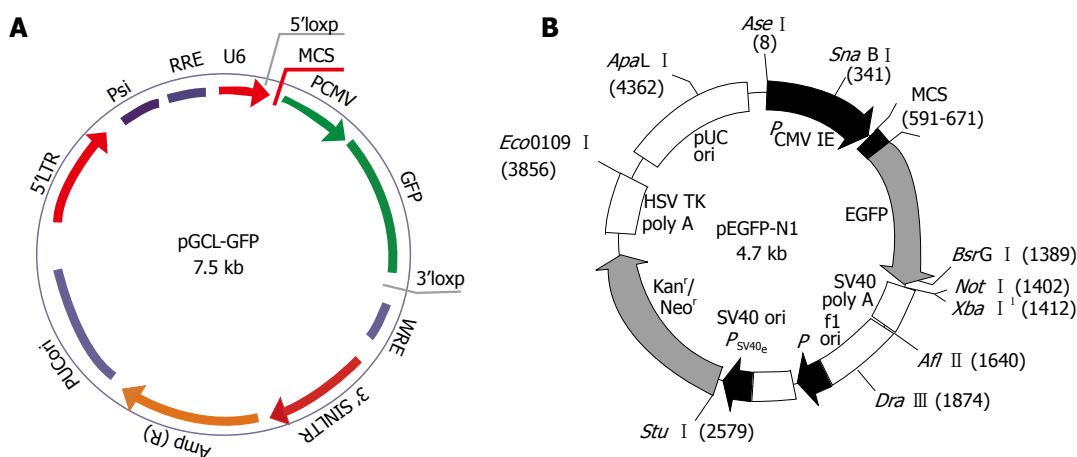 A
5′loxp
U6
MCS
RRE
PCMV
Psi
GFP
5′LTR
pGCL-GFP
7.5 kb
3′loxp
WRE
PUCori
3′ SINLTR
Amp (R)
B
Ase I
(8)
SnaB I
(341)
ApaL I
(4362)
MCS
(591-671)
PCMV IE
pUC
ori
Eco0109 I
(3856)
HSV TK
poly A
EGFP
pEGFP-N1
4.7 kb
BsrG I (1389)
Not I (1402)
Xba I¹ (1412)
SV40
poly A
Kanʳ/
Neoʳ
SV40 ori
f1
ori
P
PSV40e
Afl II (1640)
Dra III (1874)
Stu I (2579)